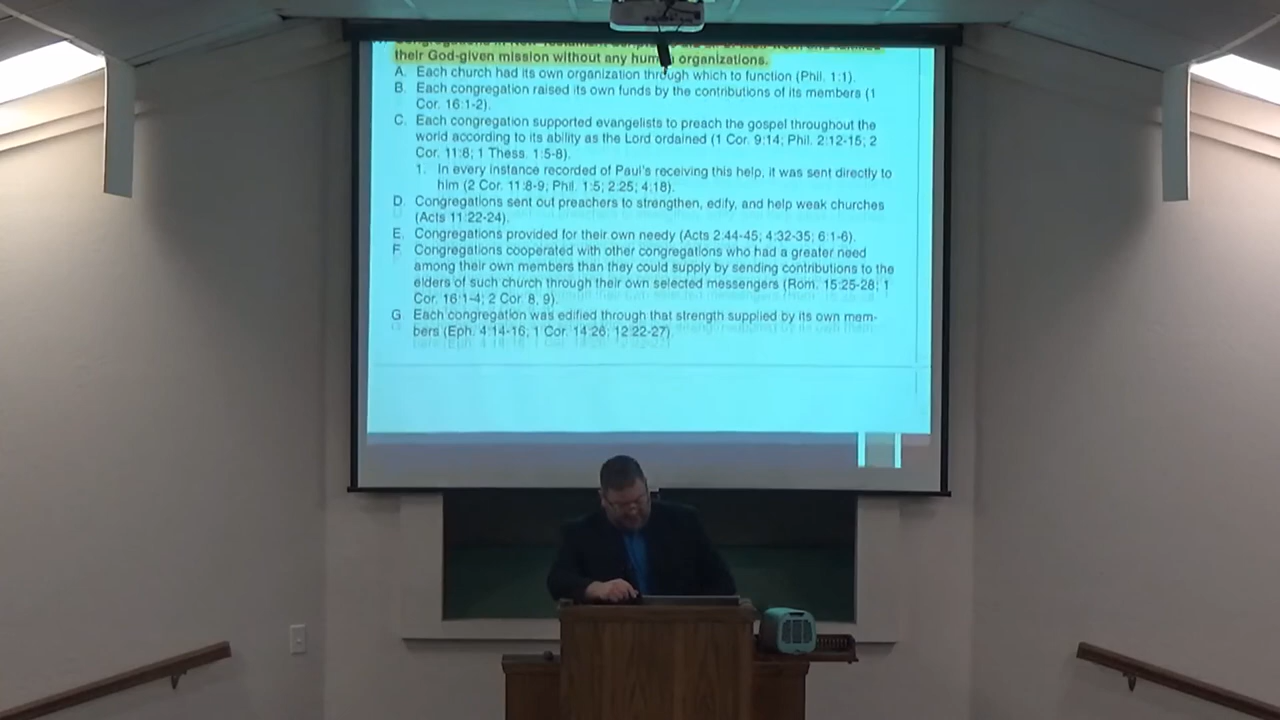 their God-given mission without any human organizations.
A. Each church had its own organization through which to function (Phil. 1:1).
B. Each congregation raised its own funds by the contributions of its members (1
Cor. 16:1-2).
C. Each congregation supported evangelists to preach the gospel throughout the
world according to its ability as the Lord ordained (1 Cor. 9:14; Phil. 2:12-15; 2
Cor. 11:8; 1 Thess. 1:5-8).
1. In every instance recorded of Paul's receiving this help, it was sent directly to
him (2 Cor. 11:8-9; Phil. 1:5; 2:25; 4:18).
D. Congregations sent out preachers to strengthen, edify, and help weak churches
(Acts 11:22-24).
E. Congregations provided for their own needy (Acts 2:44-45; 4:32-35; 6:1-6).
F. Congregations cooperated with other congregations who had a greater need
among their own members than they could supply by sending contributions to the
elders of such church through their own selected messengers (Rom. 15:25-28; 1
Cor. 16:1-4; 2 Cor. 8, 9).
G. Each congregation was edified through that strength supplied by its own mem-
bers (Eph. 4:14-16; 1 Cor. 14:26; 12:22-27).